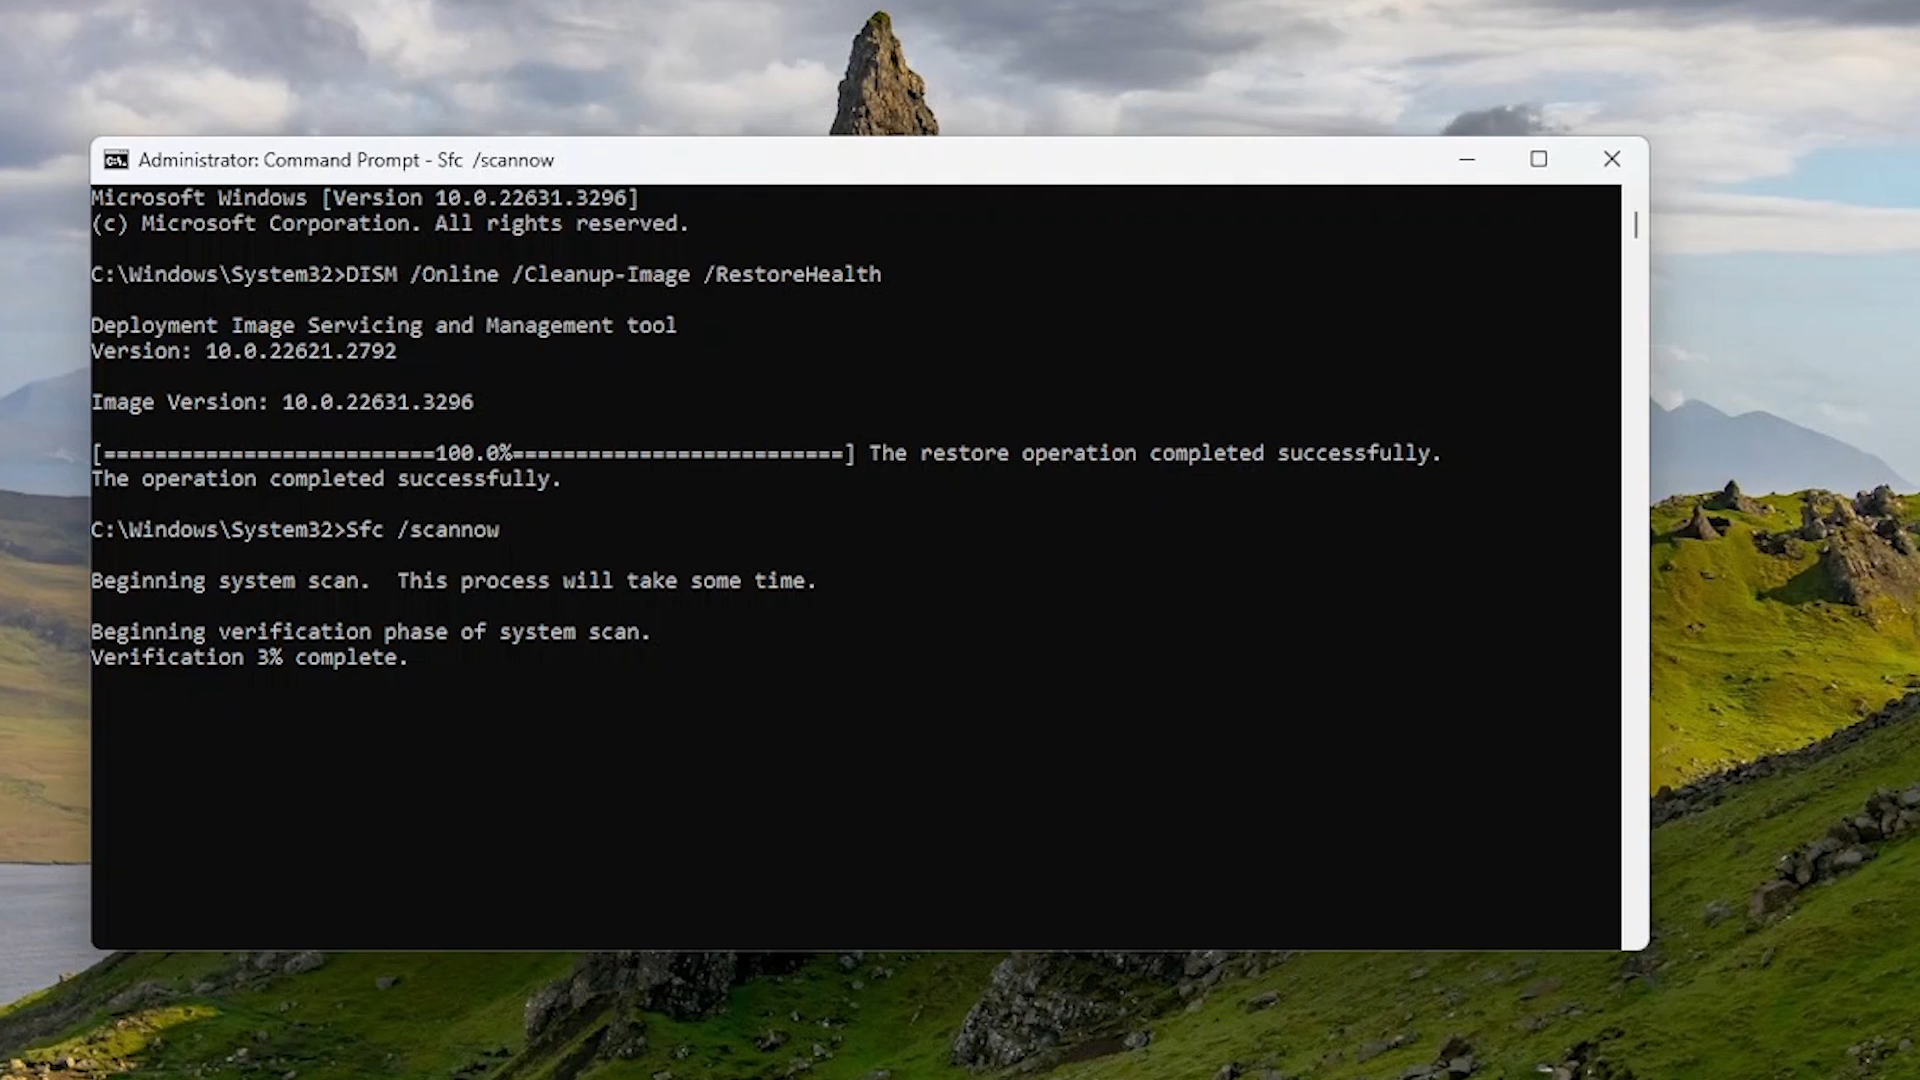 Administrator: Command Prompt - Sfc  /scannow
Microsoft Windows [Version 10.0.22631.3296]
(c) Microsoft Corporation. All rights reserved.
C:\Windows\System32>DISM /Online /Cleanup-Image /RestoreHealth
Deployment Image Servicing and Management tool
Version: 10.0.22621.2792
Image Version: 10.0.22631.3296
[==========================100.0%==========================] The restore operation completed successfully.
The operation completed successfully.
C:\Windows\System32>Sfc /scannow
Beginning system scan.  This process will take some time.
Beginning verification phase of system scan.
Verification 3% complete.